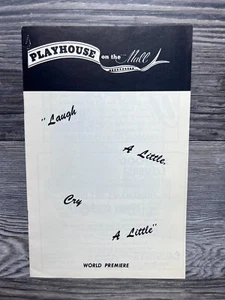 PLAYHOUSE on the Mall
"Laugh
A Little,
Cry
A Little"
WORLD PREMIERE